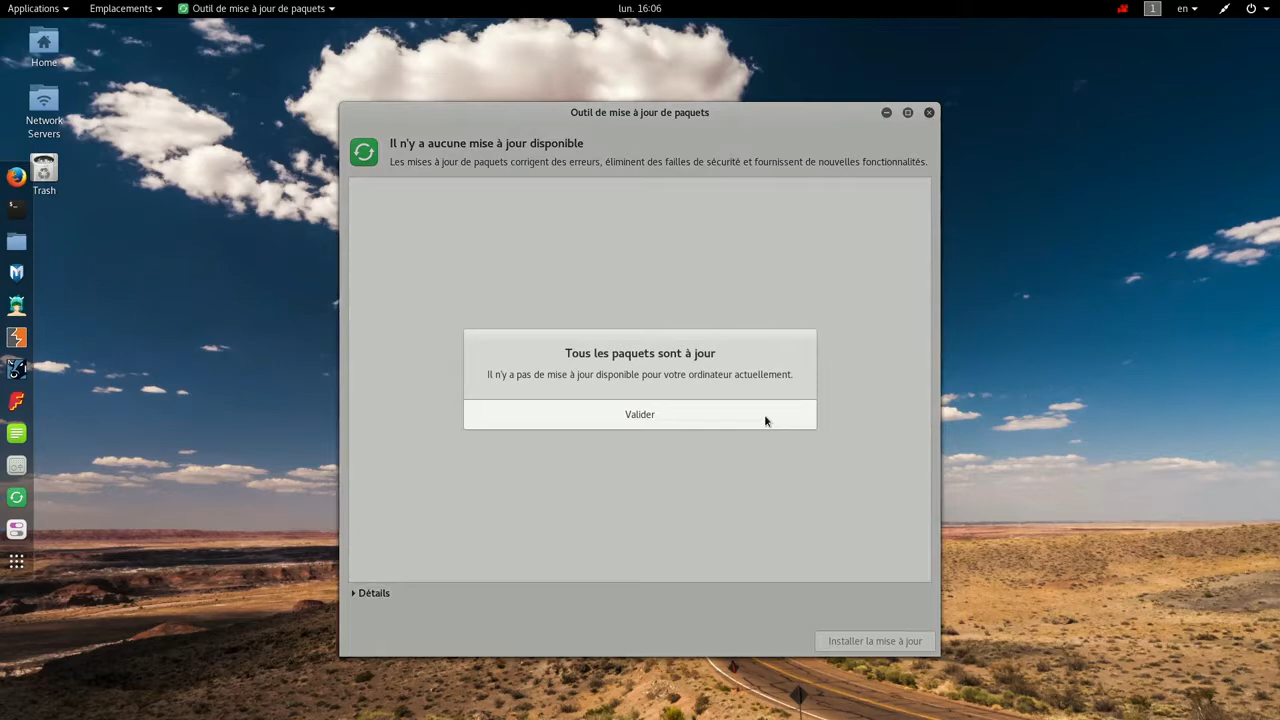 Applications Emplacements Outil de mise à jour de paquets lun. 16:06 1 en
Home
Network
Servers
Trash
Outil de mise à jour de paquets
Il n'y a aucune mise à jour disponible
Les mises à jour de paquets corrigent des erreurs, éliminent des failles de sécurité et fournissent de nouvelles fonctionnalités.
Tous les paquets sont à jour
Il n'y a pas de mise à jour disponible pour votre ordinateur actuellement.
Valider
Détails
Installer la mise à jour